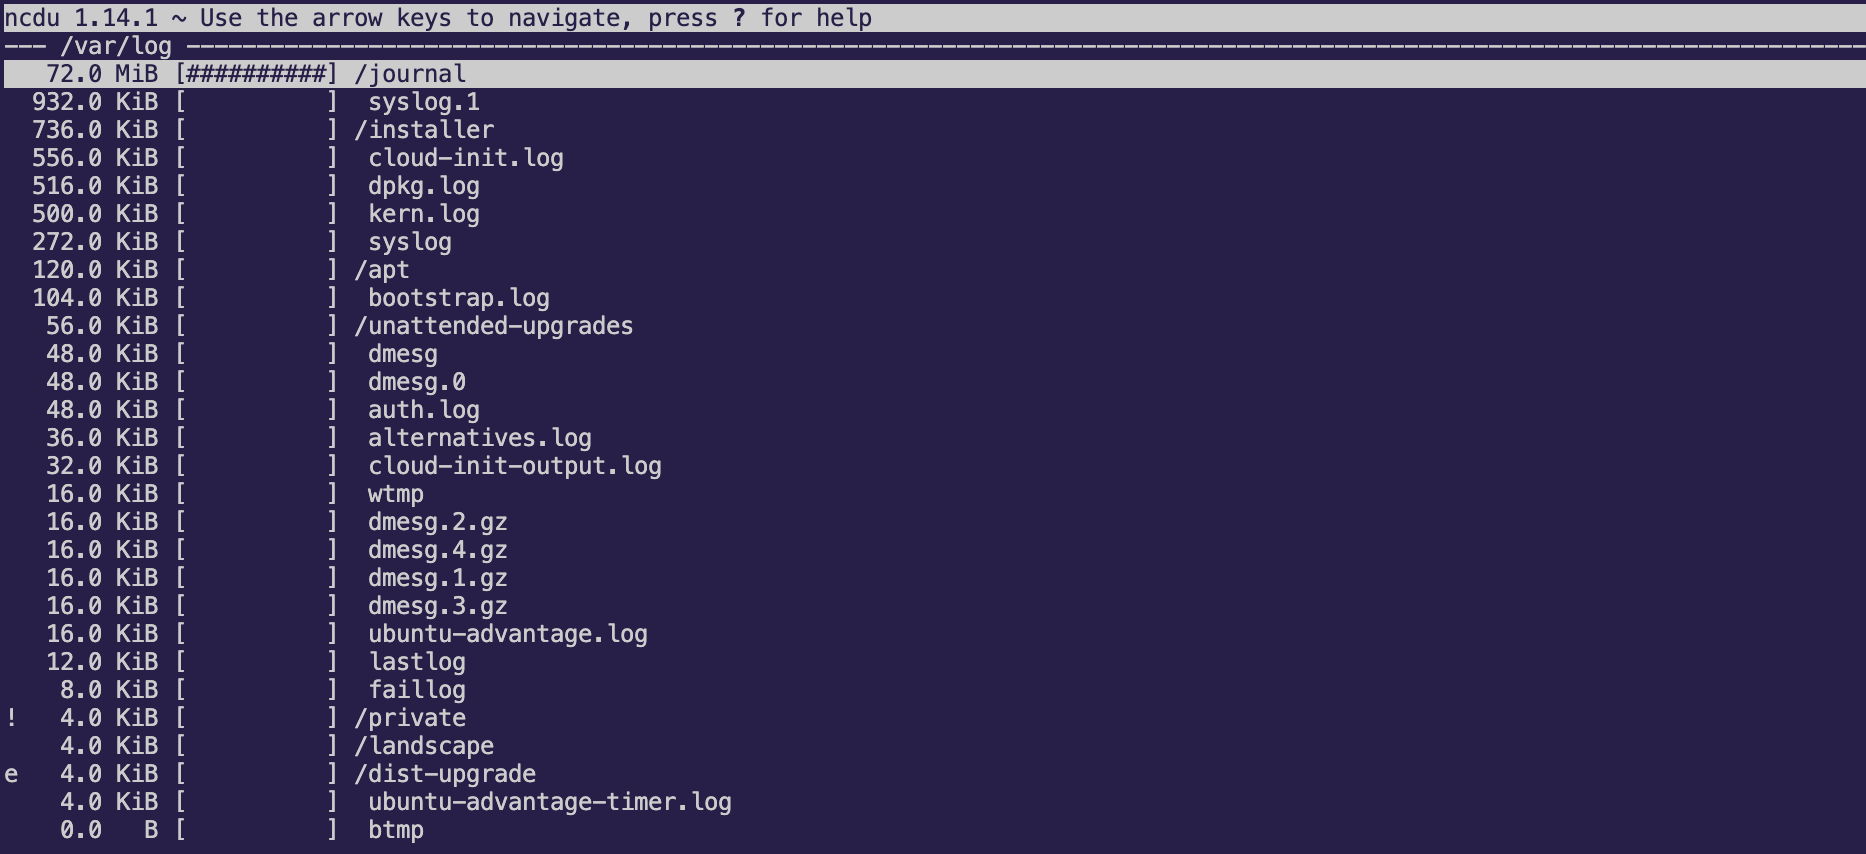 ncdu 1.14.1 ~ Use the arrow keys to navigate, press ? for help
--- /var/log ------------------------------------------------------------------------------------------------------------------------
   72.0 MiB [##########] /journal
  932.0 KiB [          ]  syslog.1
  736.0 KiB [          ] /installer
  556.0 KiB [          ]  cloud-init.log
  516.0 KiB [          ]  dpkg.log
  500.0 KiB [          ]  kern.log
  272.0 KiB [          ]  syslog
  120.0 KiB [          ] /apt
  104.0 KiB [          ]  bootstrap.log
   56.0 KiB [          ] /unattended-upgrades
   48.0 KiB [          ]  dmesg
   48.0 KiB [          ]  dmesg.0
   48.0 KiB [          ]  auth.log
   36.0 KiB [          ]  alternatives.log
   32.0 KiB [          ]  cloud-init-output.log
   16.0 KiB [          ]  wtmp
   16.0 KiB [          ]  dmesg.2.gz
   16.0 KiB [          ]  dmesg.4.gz
   16.0 KiB [          ]  dmesg.1.gz
   16.0 KiB [          ]  dmesg.3.gz
   16.0 KiB [          ]  ubuntu-advantage.log
   12.0 KiB [          ]  lastlog
    8.0 KiB [          ]  faillog
!   4.0 KiB [          ] /private
    4.0 KiB [          ] /landscape
e   4.0 KiB [          ] /dist-upgrade
    4.0 KiB [          ]  ubuntu-advantage-timer.log
    0.0   B [          ]  btmp